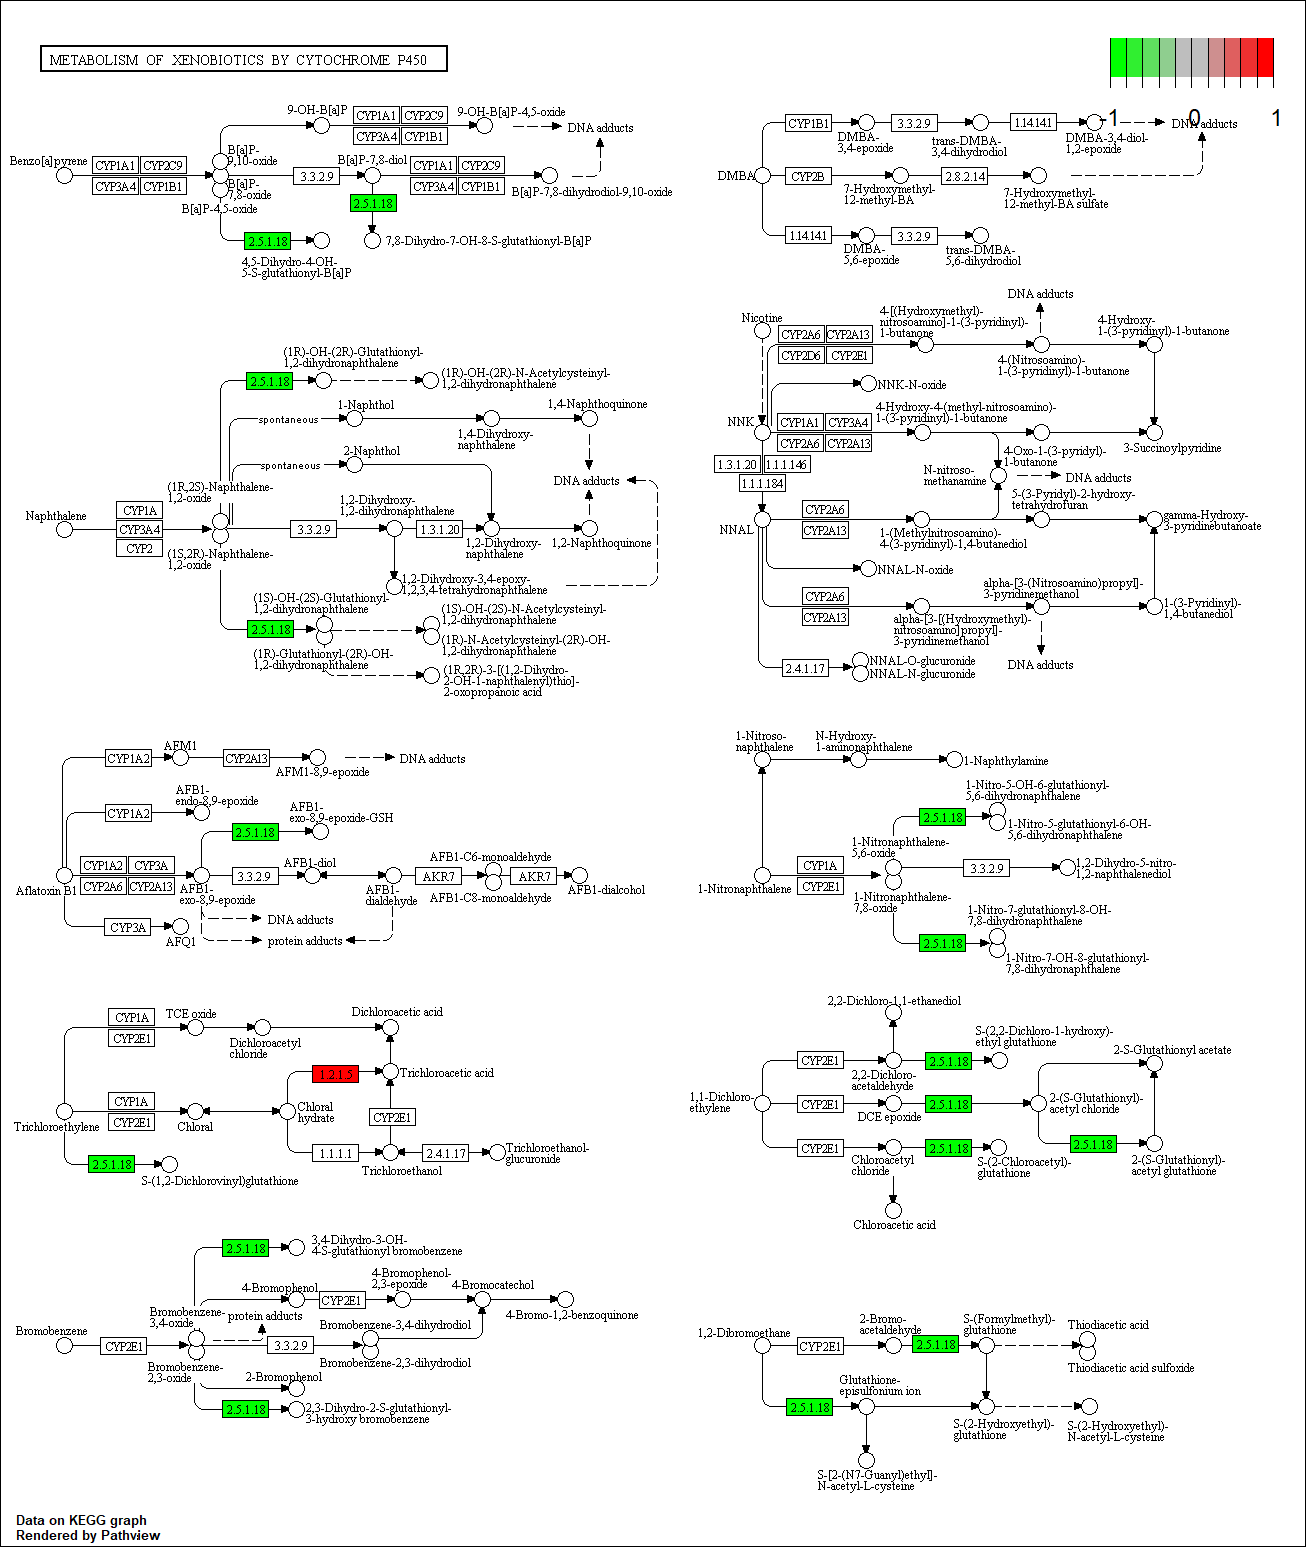 METABOLISM OF XENOBIOTICS BY CYTOCHROME P450
-1 0 1
9-OH-B[a]P
CYP1A1 CYP2C9
CYP3A4 CYP1B1
9-OH-B[a]P-4,5-oxide
DNA adducts
Benzo[a]pyrene
CYP1A1 CYP2C9
CYP3A4 CYP1B1
B[a]P-
9,10-oxide
B[a]P-
7,8-oxide
B[a]P-4,5-oxide
3.3.2.9
B[a]P-7,8-diol
CYP1A1 CYP2C9
CYP3A4 CYP1B1
B[a]P-7,8-dihydrodiol-9,10-oxide
2.5.1.18
7,8-Dihydro-7-OH-8-S-glutathionyl-B[a]P
2.5.1.18
4,5-Dihydro-4-OH-
5-S-glutathionyl-B[a]P
DMBA
CYP1B1
DMBA-
3,4-epoxide
3.3.2.9
trans-DMBA-
3,4-dihydrodiol
1.14.14.1
DMBA-3,4-diol-
1,2-epoxide
DNA adducts
CYP2B
7-Hydroxymethyl-
12-methyl-BA
2.8.2.14
7-Hydroxymethyl-
12-methyl-BA sulfate
1.14.14.1
DMBA-
5,6-epoxide
3.3.2.9
trans-DMBA-
5,6-dihydrodiol
(1R)-OH-(2R)-Glutathionyl-
1,2-dihydronaphthalene
2.5.1.18
(1R)-OH-(2R)-N-Acetylcysteinyl-
1,2-dihydronaphthalene
spontaneous
1-Naphthol
1,4-Dihydroxy-
naphthalene
1,4-Naphthoquinone
spontaneous
2-Naphthol
DNA adducts
Naphthalene
CYP1A
CYP3A4
CYP2
(1R,2S)-Naphthalene-
1,2-oxide
(1S,2R)-Naphthalene-
1,2-oxide
3.3.2.9
1,2-Dihydroxy-
1,2-dihydronaphthalene
1.3.1.20
1,2-Dihydroxy-
naphthalene
1,2-Naphthoquinone
1,2-Dihydroxy-3,4-epoxy-
1,2,3,4-tetrahydronaphthalene
(1S)-OH-(2S)-Glutathionyl-
1,2-dihydronaphthalene
2.5.1.18
(1R)-Glutathionyl-(2R)-OH-
1,2-dihydronaphthalene
(1S)-OH-(2S)-N-Acetylcysteinyl-
1,2-dihydronaphthalene
(1R)-N-Acetylcysteinyl-(2R)-OH-
1,2-dihydronaphthalene
(1R,2R)-3-[(1,2-Dihydro-
2-OH-1-naphthalenyl)thio]-
2-oxopropanoic acid
Nicotine
CYP2A6 CYP2A13
CYP2D6 CYP2E1
4-[(Hydroxymethyl)-
nitrosoamino]-1-(3-pyridinyl)-
1-butanone
DNA adducts
4-(Nitrosoamino)-
1-(3-pyridinyl)-1-butanone
4-Hydroxy-
1-(3-pyridinyl)-1-butanone
NNK-N-oxide
NNK
CYP1A1 CYP3A4
CYP2A6 CYP2A13
4-Hydroxy-4-(methyl-nitrosoamino)-
1-(3-pyridinyl)-1-butanone
4-Oxo-1-(3-pyridyl)-
1-butanone
3-Succinoylpyridine
1.3.1.20 1.1.1.146
1.1.1.184
N-nitroso-
methanamine
DNA adducts
NNAL
CYP2A6
CYP2A13
1-(Methylnitrosoamino)-
4-(3-pyridinyl)-1,4-butanediol
5-(3-Pyridyl)-2-hydroxy-
tetrahydrofuran
gamma-Hydroxy-
3-pyridinebutanoate
NNAL-N-oxide
CYP2A6
CYP2A13
alpha-[3-[(Hydroxymethyl)-
nitrosoamino]propyl]-
3-pyridinemethanol
alpha-[3-(Nitrosoamino)propyl]-
3-pyridinemethanol
1-(3-Pyridinyl)-
1,4-butanediol
DNA adducts
2.4.1.17
NNAL-O-glucuronide
NNAL-N-glucuronide
CYP1A2
AFM1
CYP2A13
AFM1-8,9-epoxide
DNA adducts
CYP1A2
AFB1-
endo-8,9-epoxide
2.5.1.18
AFB1-
exo-8,9-epoxide-GSH
Aflatoxin B1
CYP1A2 CYP3A
CYP2A6 CYP2A13
AFB1-
exo-8,9-epoxide
3.3.2.9
AFB1-diol
AFB1-
dialdehyde
AKR7
AFB1-C6-monoaldehyde
AFB1-C8-monoaldehyde
AKR7
AFB1-dialcohol
DNA adducts
protein adducts
CYP3A
AFQ1
1-Nitroso-
naphthalene
N-Hydroxy-
1-aminonaphthalene
1-Naphthylamine
2.5.1.18
1-Nitro-5-OH-6-glutathionyl-
5,6-dihydronaphthalene
1-Nitro-5-glutathionyl-6-OH-
5,6-dihydronaphthalene
1-Nitronaphthalene
CYP1A
CYP2E1
1-Nitronaphthalene-
5,6-oxide
1-Nitronaphthalene-
7,8-oxide
3.3.2.9
1,2-Dihydro-5-nitro-
1,2-naphthalenediol
2.5.1.18
1-Nitro-7-glutathionyl-8-OH-
7,8-dihydronaphthalene
1-Nitro-7-OH-8-glutathionyl-
7,8-dihydronaphthalene
CYP1A
CYP2E1
TCE oxide
Dichloroacetyl
chloride
Dichloroacetic acid
1.2.1.5
Trichloroacetic acid
Trichloroethylene
CYP1A
CYP2E1
Chloral
Chloral
hydrate
CYP2E1
1.1.1.1
Trichloroethanol
2.4.1.17
Trichloroethanol-
glucuronide
2.5.1.18
S-(1,2-Dichlorovinyl)glutathione
2,2-Dichloro-1,1-ethanediol
1,1-Dichloro-
ethylene
CYP2E1
2,2-Dichloro-
acetaldehyde
2.5.1.18
S-(2,2-Dichloro-1-hydroxy)-
ethyl glutathione
CYP2E1
DCE epoxide
2.5.1.18
2-(S-Glutathionyl)-
acetyl chloride
2-S-Glutathionyl acetate
2.5.1.18
2-(S-Glutathionyl)-
acetyl glutathione
CYP2E1
Chloroacetyl
chloride
2.5.1.18
S-(2-Chloroacetyl)-
glutathione
Chloroacetic acid
2.5.1.18
3,4-Dihydro-3-OH-
4-S-glutathionyl bromobenzene
4-Bromophenol
CYP2E1
4-Bromophenol-
2,3-epoxide
4-Bromocatechol
4-Bromo-1,2-benzoquinone
Bromobenzene
CYP2E1
Bromobenzene-
3,4-oxide
Bromobenzene-
2,3-oxide
protein adducts
3.3.2.9
Bromobenzene-3,4-dihydrodiol
Bromobenzene-2,3-dihydrodiol
2-Bromophenol
2.5.1.18
2,3-Dihydro-2-S-glutathionyl-
3-hydroxy bromobenzene
1,2-Dibromoethane
CYP2E1
2-Bromo-
acetaldehyde
2.5.1.18
S-(Formylmethyl)-
glutathione
Thiodiacetic acid
Thiodiacetic acid sulfoxide
2.5.1.18
Glutathione-
episulfonium ion
S-(2-Hydroxyethyl)-
glutathione
S-(2-Hydroxyethyl)-
N-acetyl-L-cysteine
S-[2-(N7-Guanyl)ethyl]-
N-acetyl-L-cysteine
Data on KEGG graph
Rendered by Pathview